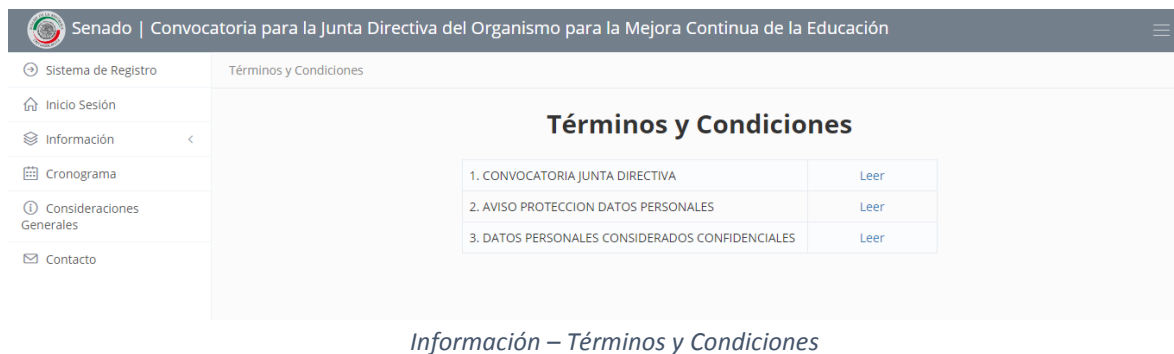 Senado | Convocatoria para la Junta Directiva del Organismo para la Mejora Continua de la Educación
Sistema de Registro
Inicio Sesión
Información
Cronograma
Consideraciones
Generales
Contacto
Términos y Condiciones
Términos y Condiciones
1. CONVOCATORIA JUNTA DIRECTIVA Leer
2. AVISO PROTECCION DATOS PERSONALES Leer
3. DATOS PERSONALES CONSIDERADOS CONFIDENCIALES Leer
Información – Términos y Condiciones